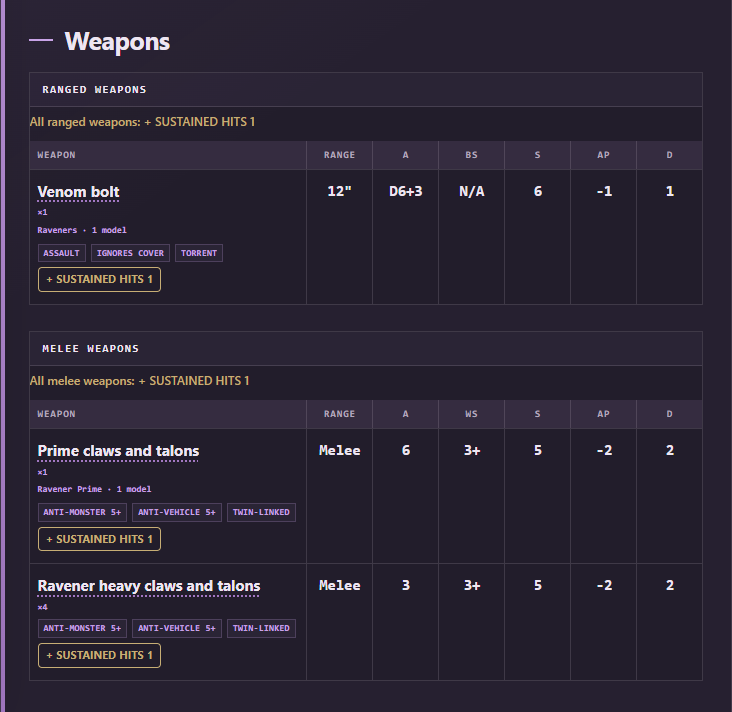 Weapons
RANGED WEAPONS
All ranged weapons: + SUSTAINED HITS 1
WEAPON RANGE A BS S AP D
Venom bolt 12" D6+3 N/A 6 -1 1
×1
Raveners · 1 model
ASSAULT IGNORES COVER TORRENT
+ SUSTAINED HITS 1
MELEE WEAPONS
All melee weapons: + SUSTAINED HITS 1
WEAPON RANGE A WS S AP D
Prime claws and talons Melee 6 3+ 5 -2 2
×1
Ravener Prime · 1 model
ANTI-MONSTER 5+ ANTI-VEHICLE 5+ TWIN-LINKED
+ SUSTAINED HITS 1
Ravener heavy claws and talons Melee 3 3+ 5 -2 2
×4
ANTI-MONSTER 5+ ANTI-VEHICLE 5+ TWIN-LINKED
+ SUSTAINED HITS 1